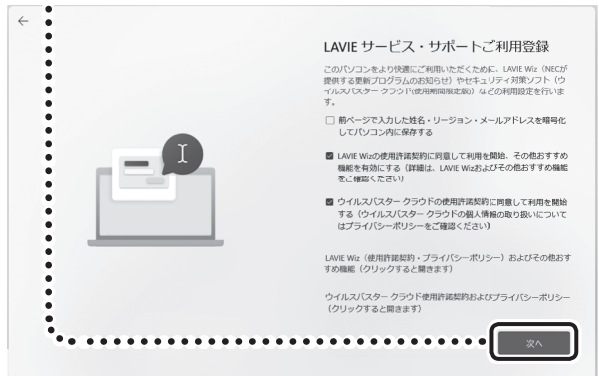 LAVIE サービス・サポートご利用登録
このパソコンをより快適にご利用いただくために、LAVIE Wiz（NECが
提供する更新プログラムのお知らせ）やセキュリティ対策ソフト（ウ
イルスバスター クラウド(使用期間限定版)）などの利用設定を行いま
す。
前ページで入力した姓名・リージョン・メールアドレスを暗号化
してパソコン内に保存する
LAVIE Wizの使用許諾契約に同意して利用を開始、その他おすすめ
機能を有効にする（詳細は、LAVIE Wizおよびその他おすすめ機能
をご確認ください）
ウイルスバスター クラウドの使用許諾契約に同意して利用を開始
する（ウイルスバスター クラウドの個人情報の取り扱いについて
はプライバシーポリシーをご確認ください）
LAVIE Wiz（使用許諾契約・プライバシーポリシー）およびその他おす
すめ機能（クリックすると開きます）
ウイルスバスター クラウド使用許諾契約およびプライバシーポリシー
（クリックすると開きます）
次へ